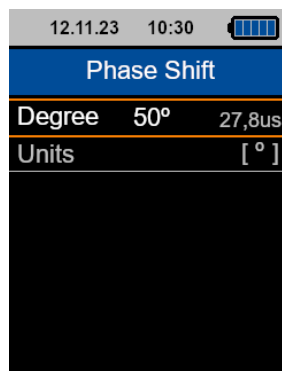 12.11.23 10:30
Phase Shift
Degree 50º 27,8us
Units [ º ]